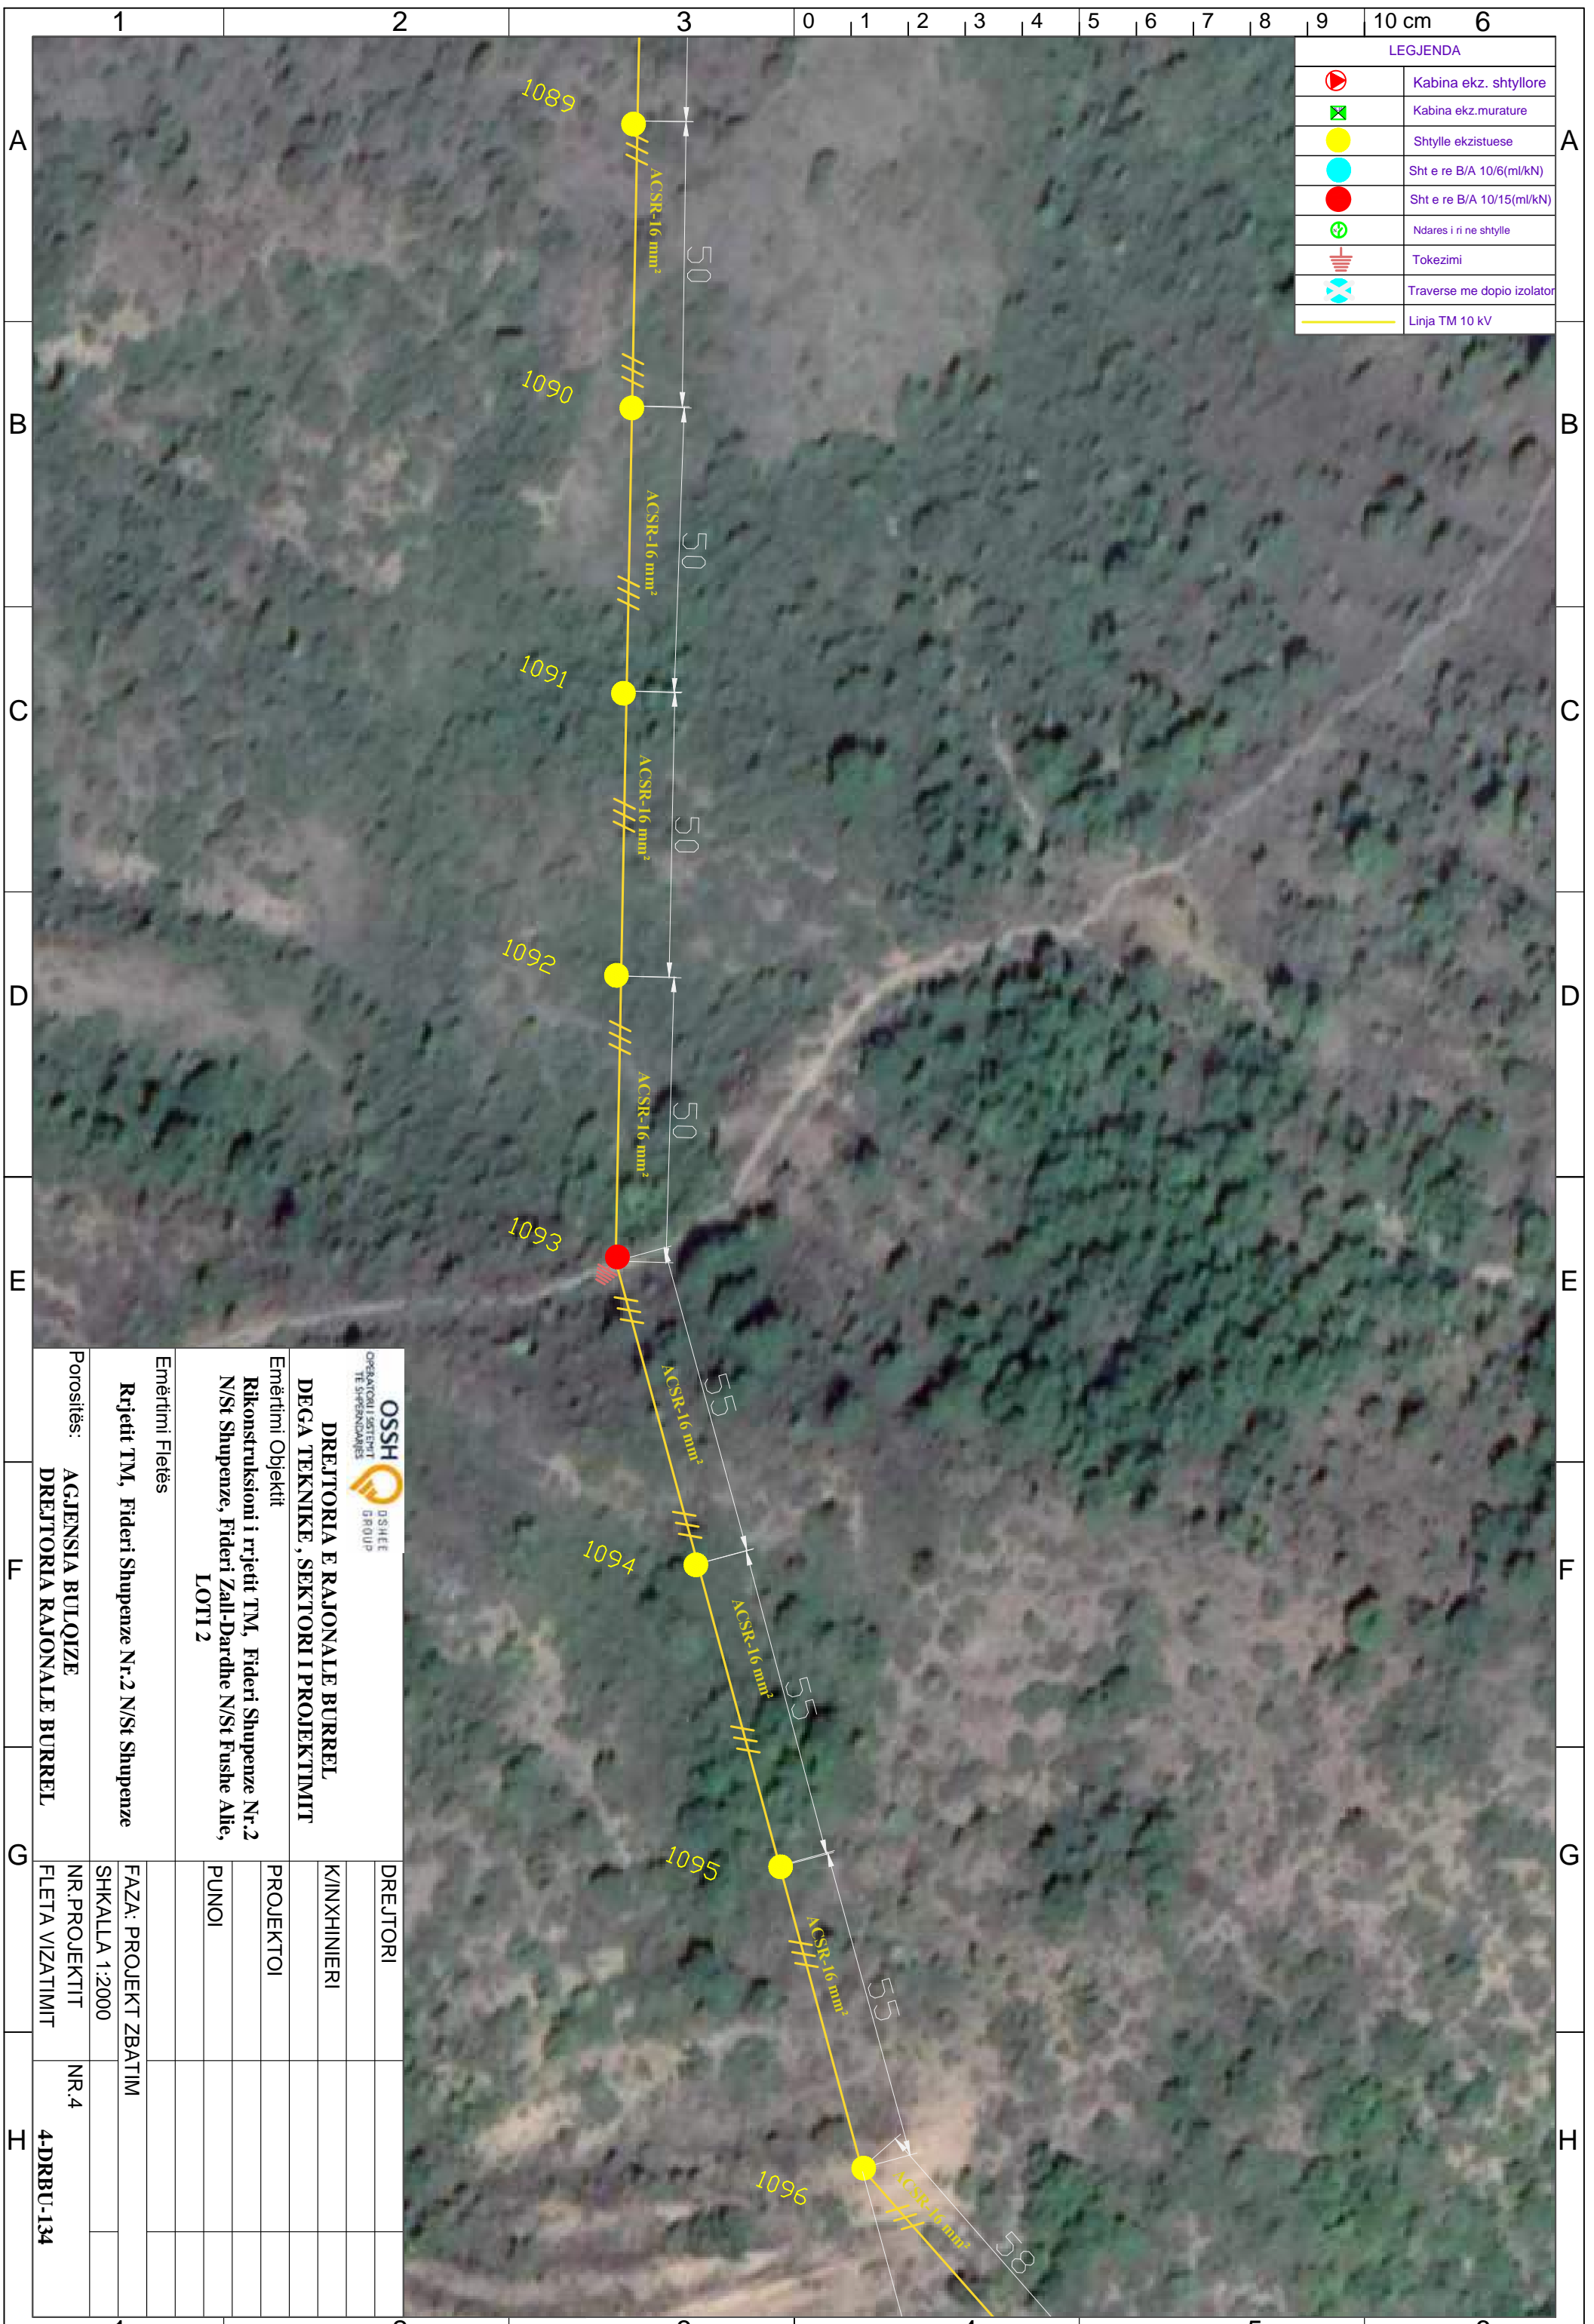 1 2 3 0 1 2 3 4 5 6 7 8 9 10 cm 6
LEGJENDA
Kabina ekz. shtyllore
Kabina ekz.murature
Shtylle ekzistuese
Sht e re B/A 10/6(ml/kN)
Sht e re B/A 10/15(ml/kN)
Ndares i ri ne shtylle
Tokezimi
Traverse me dopio izolator
Linja TM 10 kV
A A
B B
C C
D D
E E
F F
G G
H H
1089
ACSR-16 mm²
50
1090
ACSR-16 mm²
50
1091
ACSR-16 mm²
50
1092
ACSR-16 mm²
50
1093
ACSR-16 mm²
55
1094
ACSR-16 mm²
55
1095
ACSR-16 mm²
55
1096
ACSR-16 mm²
58
OSSH
OPERATORI I SISTEMIT
TË SHPËRNDARJES
OSHEE
GROUP
DREJTORIA E RAJONALE BURREL
DEGA TEKNIKE , SEKTORI I PROJEKTIMIT
Emërtimi Objektit
Rikonstruksioni i rrjetit TM, Fideri Shupenze Nr.2
N/St Shupenze, Fideri Zall-Dardhe N/St Fushe Alie,
LOTI 2
Emërtimi Fletës
Rrjetit TM, Fideri Shupenze Nr.2 N/St Shupenze
Porositës:
AGJENSIA BULQIZE
DREJTORIA RAJONALE BURREL
DREJTORI
K/INXHINIERI
PROJEKTOI
PUNOI
FAZA: PROJEKT ZBATIM
SHKALLA 1:2000
NR.PROJEKTIT NR.4
FLETA VIZATIMIT 4-DRBU-134
1 2 3 4 5 6